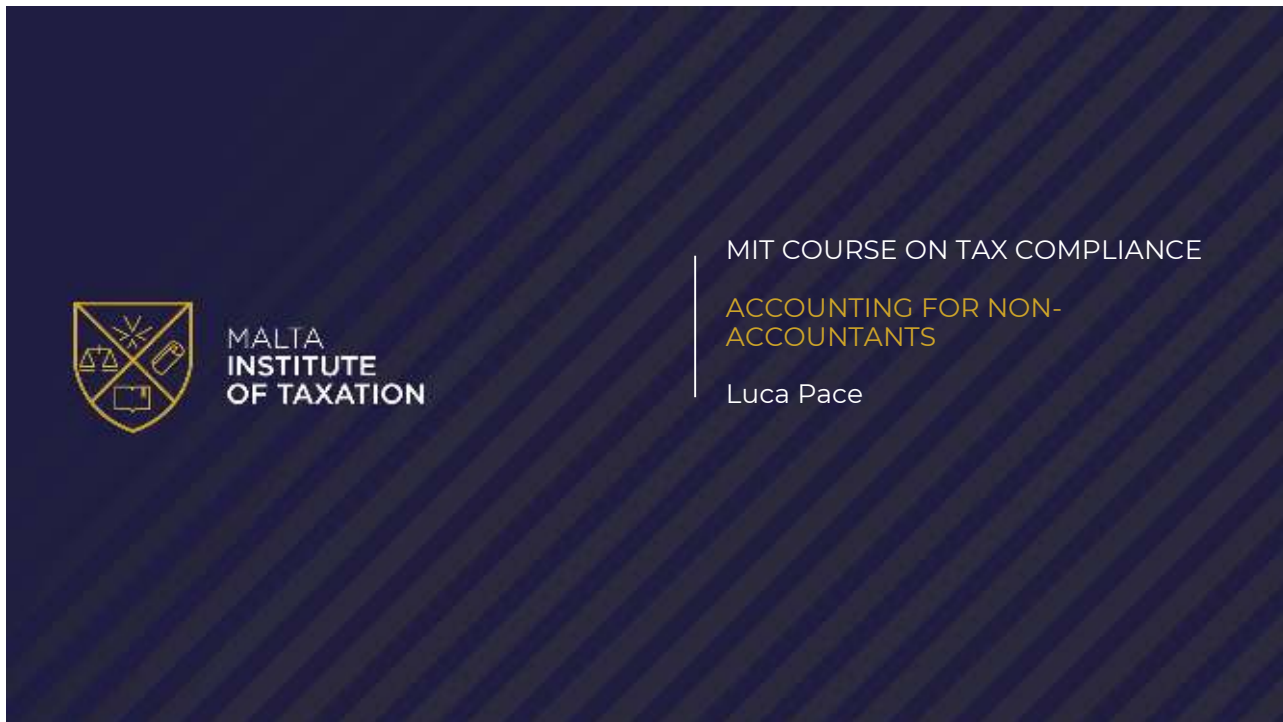 MALTA
INSTITUTE
OF TAXATION
MIT COURSE ON TAX COMPLIANCE
ACCOUNTING FOR NON-
ACCOUNTANTS
Luca Pace